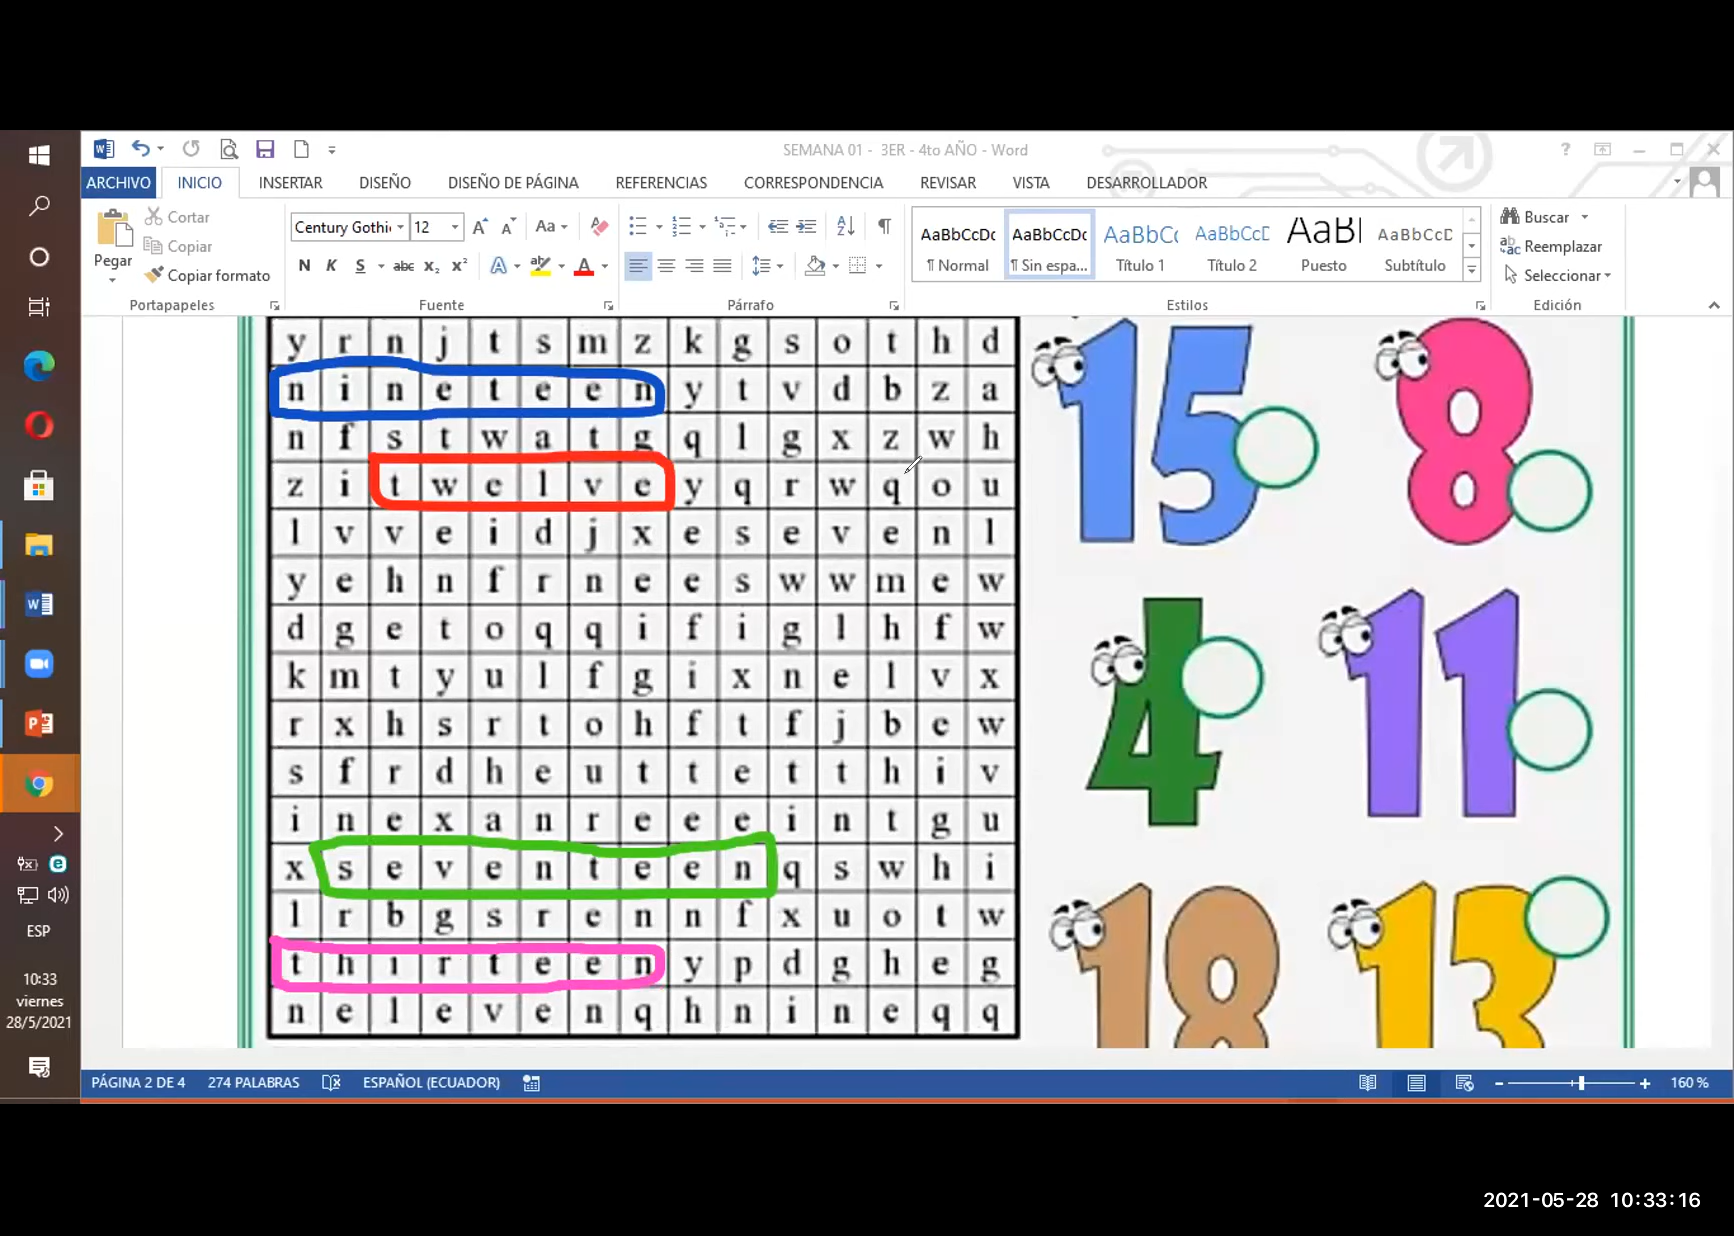 SEMANA 01 - 3ER - 4to AÑO - Word
ARCHIVO INICIO INSERTAR DISEÑO DISEÑO DE PÁGINA REFERENCIAS CORRESPONDENCIA REVISAR VISTA DESARROLLADOR
Pegar
Cortar
Copiar
Copiar formato
Portapapeles
Century Gothi 12
N K S abc x₂ x²
Fuente
Párrafo
AaBbCcDc AaBbCcDc AaBbC AaBbCcD AaB AaBbCcD
¶ Normal ¶ Sin espa... Título 1 Título 2 Puesto Subtítulo
Estilos
Buscar
Reemplazar
Seleccionar
Edición
y r n j t s m z k g s o t h d
n i n e t e e n y t v d b z a
n f s t w a t g q l g x z w h
z i t w e l v e y q r w q o u
l v v e i d j x e s e v e n l
y e h n f r n e e s w w m e w
d g e t o q q i f i g l h f w
k m t y u l f g i x n e l v x
r x h s r t o h f t f j b e w
s f r d h e u t t e t t h i v
i n e x a n r e e e i n t g u
x s e v e n t e e n q s w h i
l r b g s r e n n f x u o t w
t h i r t e e n y p d g h e g
n e l e v e n q h n i n e q q
15 8
4 11
18 13
ESP
10:33
viernes
28/5/2021
PÁGINA 2 DE 4 274 PALABRAS ESPAÑOL (ECUADOR) 160 %
2021-05-28 10:33:16